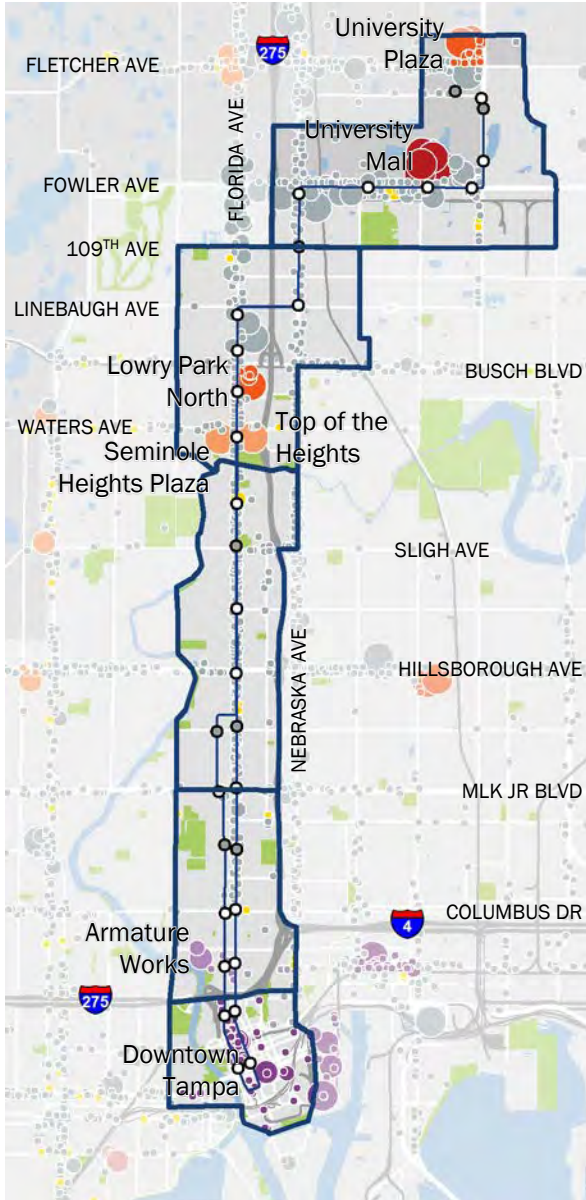 University
Plaza
275
FLETCHER AVE
FLORIDA AVE
University
Mall
FOWLER AVE
109TH AVE
LINEBAUGH AVE
Lowry Park
North
BUSCH BLVD
WATERS AVE
Top of the
Heights
Seminole
Heights Plaza
SLIGH AVE
NEBRASKA AVE
HILLSBOROUGH AVE
MLK JR BLVD
COLUMBUS DR
4
Armature
Works
275
Downtown
Tampa